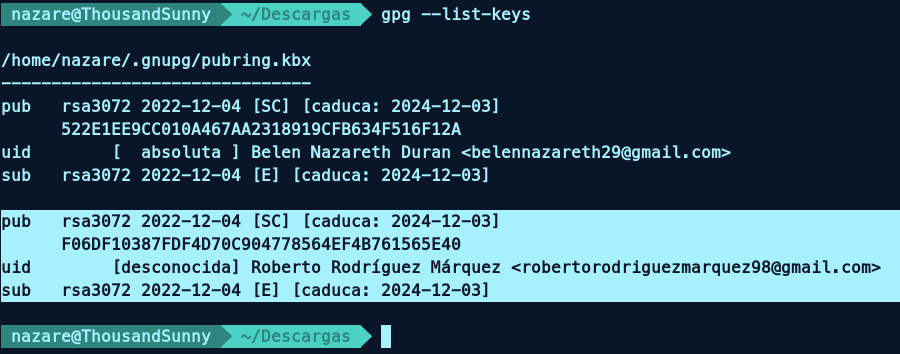 nazare@ThousandSunny ~/Descargas gpg --list-keys
/home/nazare/.gnupg/pubring.kbx
-------------------------------
pub   rsa3072 2022-12-04 [SC] [caduca: 2024-12-03]
      522E1EE9CC010A467AA2318919CFB634F516F12A
uid        [  absoluta ] Belen Nazareth Duran <belennazareth29@gmail.com>
sub   rsa3072 2022-12-04 [E] [caduca: 2024-12-03]
pub   rsa3072 2022-12-04 [SC] [caduca: 2024-12-03]
      F06DF10387FDF4D70C904778564EF4B761565E40
uid        [desconocida] Roberto Rodríguez Márquez <robertorodriguezmarquez98@gmail.com>
sub   rsa3072 2022-12-04 [E] [caduca: 2024-12-03]
nazare@ThousandSunny ~/Descargas